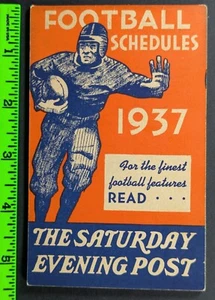 FOOTBALL
SCHEDULES
1937
For the finest
football features
READ ···
THE SATURDAY
EVENING POST